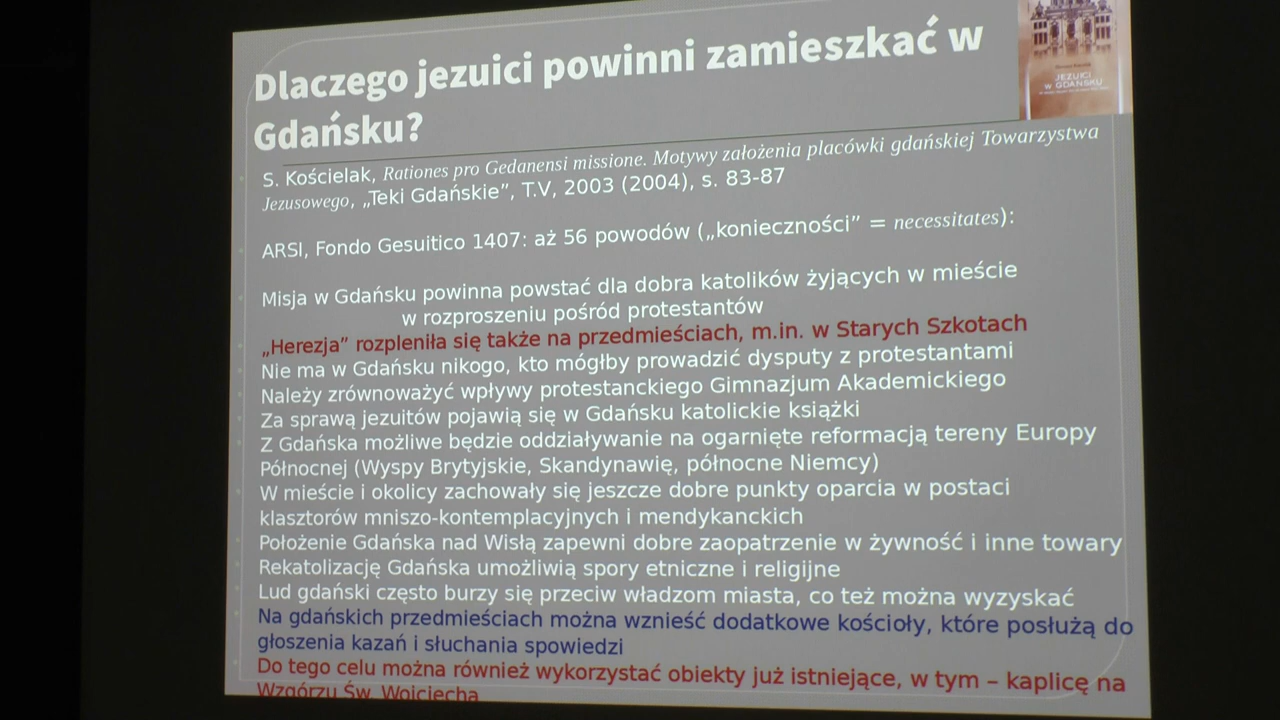 Dlaczego jezuici powinni zamieszkać w
Gdańsku?
JEZUICI
W GDAŃSKU
S. Kościelak, Rationes pro Gedanensi missione. Motywy założenia placówki gdańskiej Towarzystwa
Jezusowego, „Teki Gdańskie”, T.V, 2003 (2004), s. 83-87
ARSI, Fondo Gesuitico 1407: aż 56 powodów („konieczności” = necessitates):
Misja w Gdańsku powinna powstać dla dobra katolików żyjących w mieście
w rozproszeniu pośród protestantów
„Herezja” rozpleniła się także na przedmieściach, m.in. w Starych Szkotach
Nie ma w Gdańsku nikogo, kto mógłby prowadzić dysputy z protestantami
Należy zrównoważyć wpływy protestanckiego Gimnazjum Akademickiego
Za sprawą jezuitów pojawią się w Gdańsku katolickie książki
Z Gdańska możliwe będzie oddziaływanie na ogarnięte reformacją tereny Europy
Północnej (Wyspy Brytyjskie, Skandynawię, północne Niemcy)
W mieście i okolicy zachowały się jeszcze dobre punkty oparcia w postaci
klasztorów mniszo-kontemplacyjnych i mendykanckich
Położenie Gdańska nad Wisłą zapewni dobre zaopatrzenie w żywność i inne towary
Rekatolizację Gdańska umożliwią spory etniczne i religijne
Lud gdański często burzy się przeciw władzom miasta, co też można wyzyskać
Na gdańskich przedmieściach można wznieść dodatkowe kościoły, które posłużą do
głoszenia kazań i słuchania spowiedzi
Do tego celu można również wykorzystać obiekty już istniejące, w tym – kaplicę na
Wzgórzu Św. Wojciecha